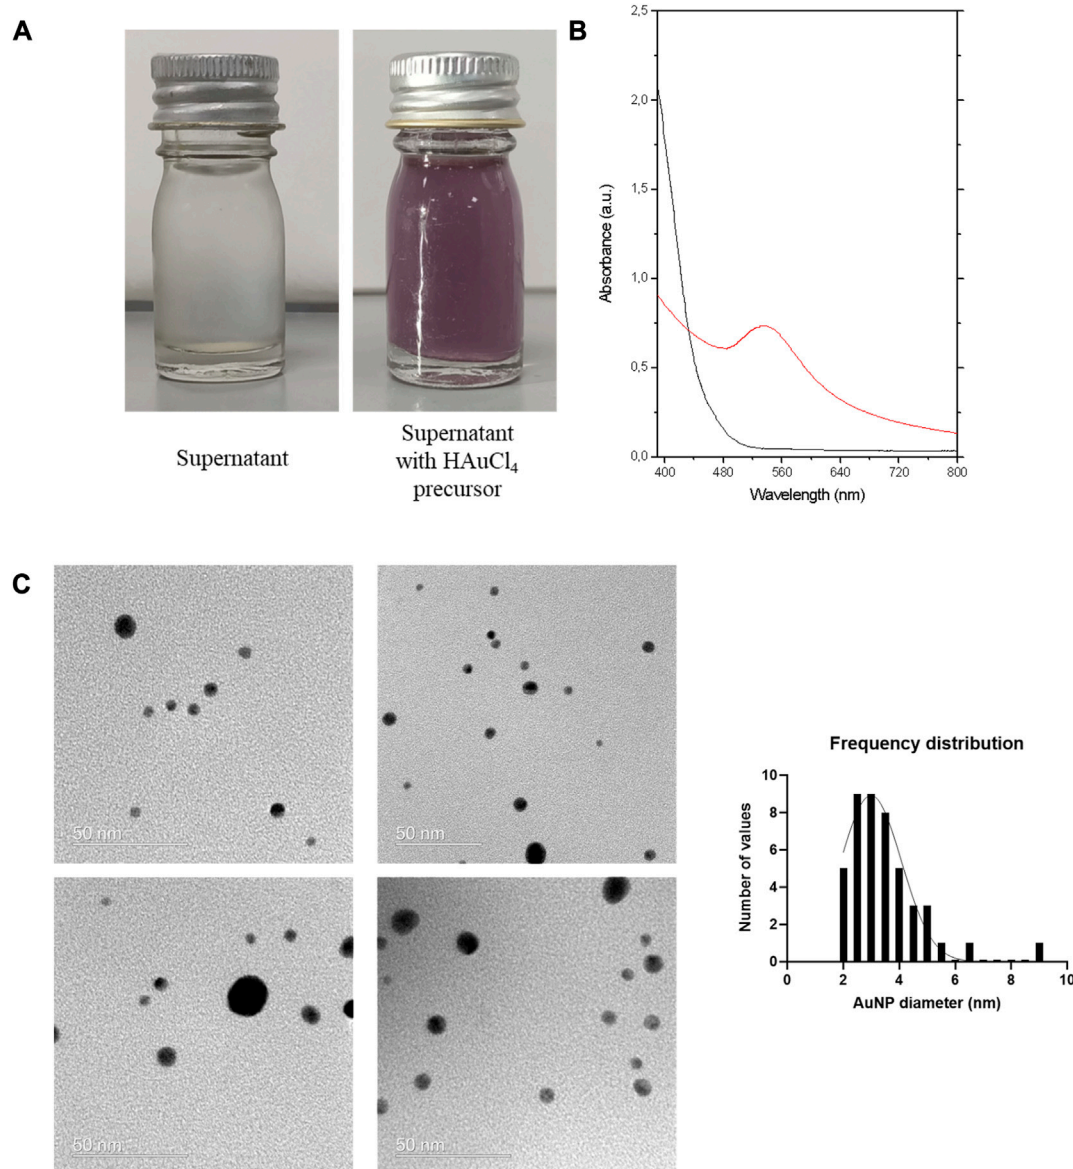 A
Supernatant
Supernatant
with HAuCl4
precursor
B
2,5
2,0
1,5
1,0
0,5
0,0
Absorbance (a.u.)
400 480 560 640 720 800
Wavelength (nm)
C
50 nm
50 nm
50 nm
50 nm
Frequency distribution
10
8
6
4
2
0
Number of values
0 2 4 6 8 10
AuNP diameter (nm)